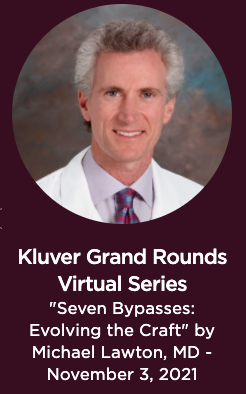 Kluver Grand Rounds
Virtual Series
"Seven Bypasses:
Evolving the Craft" by
Michael Lawton, MD -
November 3, 2021